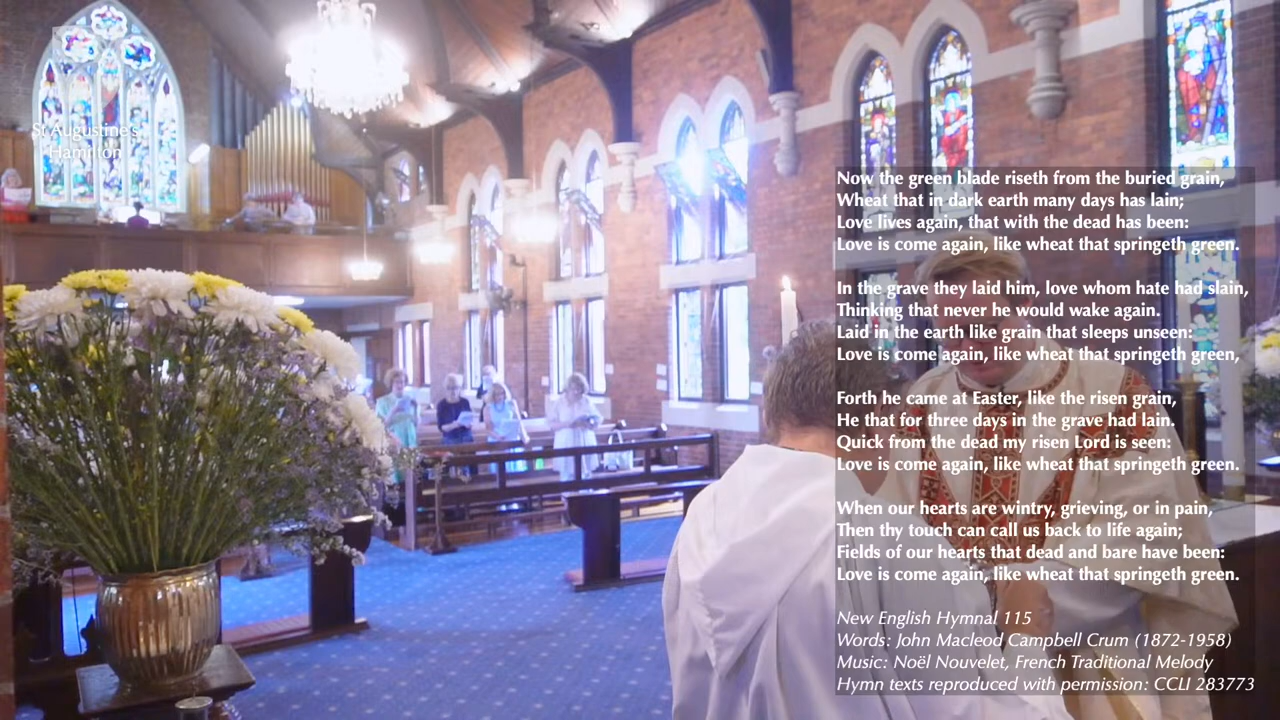 St Augustine's
Hamilton
Now the green blade riseth from the buried grain,
Wheat that in dark earth many days has lain;
Love lives again, that with the dead has been:
Love is come again, like wheat that springeth green.
In the grave they laid him, love whom hate had slain,
Thinking that never he would wake again.
Laid in the earth like grain that sleeps unseen:
Love is come again, like wheat that springeth green,
Forth he came at Easter, like the risen grain,
He that for three days in the grave had lain.
Quick from the dead my risen Lord is seen:
Love is come again, like wheat that springeth green.
When our hearts are wintry, grieving, or in pain,
Then thy touch can call us back to life again;
Fields of our hearts that dead and bare have been:
Love is come again, like wheat that springeth green.
New English Hymnal 115
Words: John Macleod Campbell Crum (1872-1958)
Music: Noël Nouvelet, French Traditional Melody
Hymn texts reproduced with permission: CCLI 283773